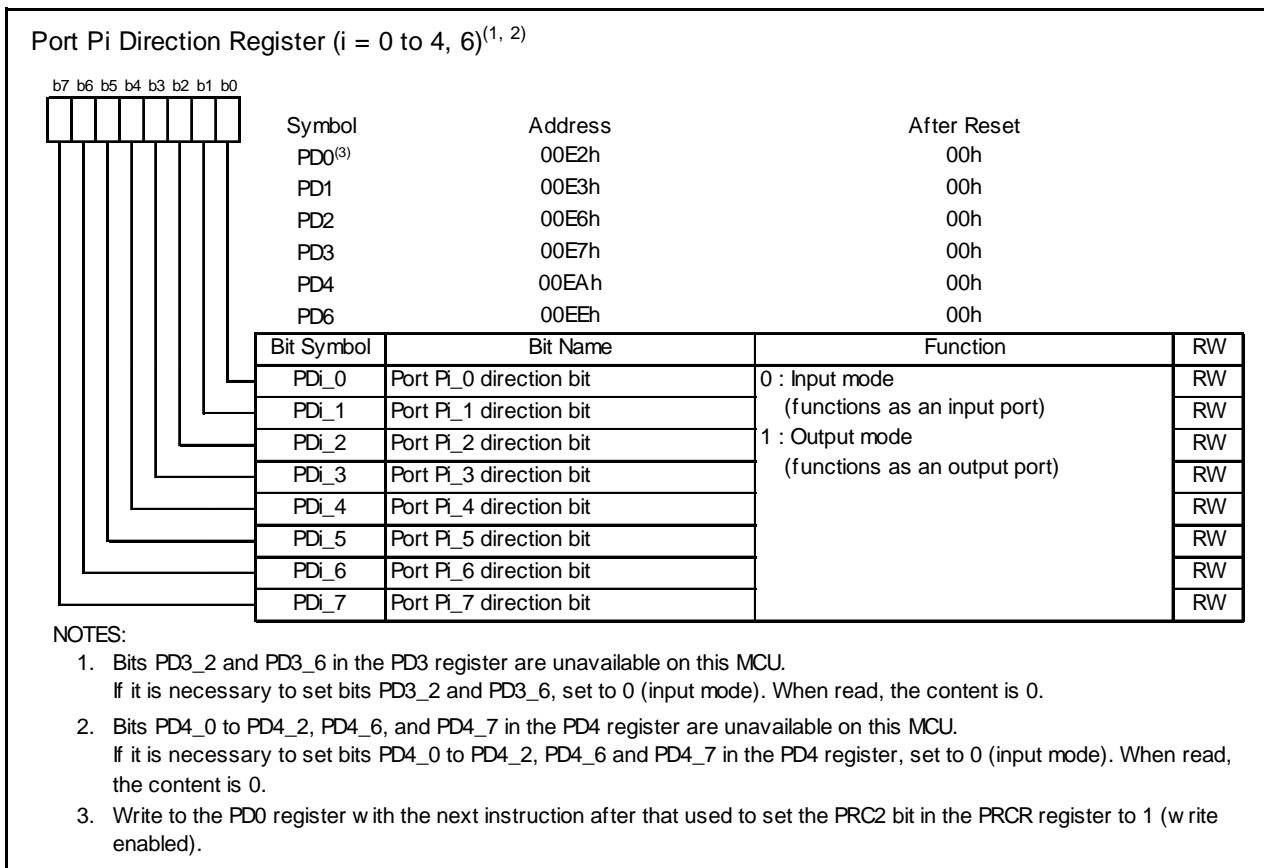 Port Pi Direction Register (i = 0 to 4, 6)(1, 2)
b7 b6 b5 b4 b3 b2 b1 b0
Symbol Address After Reset
PD0(3) 00E2h 00h
PD1 00E3h 00h
PD2 00E6h 00h
PD3 00E7h 00h
PD4 00EAh 00h
PD6 00EEh 00h
Bit Symbol Bit Name Function RW
PDi_0 Port Pi_0 direction bit 0 : Input mode RW
PDi_1 Port Pi_1 direction bit (functions as an input port) RW
PDi_2 Port Pi_2 direction bit 1 : Output mode RW
PDi_3 Port Pi_3 direction bit (functions as an output port) RW
PDi_4 Port Pi_4 direction bit RW
PDi_5 Port Pi_5 direction bit RW
PDi_6 Port Pi_6 direction bit RW
PDi_7 Port Pi_7 direction bit RW
NOTES:
1. Bits PD3_2 and PD3_6 in the PD3 register are unavailable on this MCU.
If it is necessary to set bits PD3_2 and PD3_6, set to 0 (input mode). When read, the content is 0.
2. Bits PD4_0 to PD4_2, PD4_6, and PD4_7 in the PD4 register are unavailable on this MCU.
If it is necessary to set bits PD4_0 to PD4_2, PD4_6 and PD4_7 in the PD4 register, set to 0 (input mode). When read,
the content is 0.
3. Write to the PD0 register with the next instruction after that used to set the PRC2 bit in the PRCR register to 1 (write
enabled).